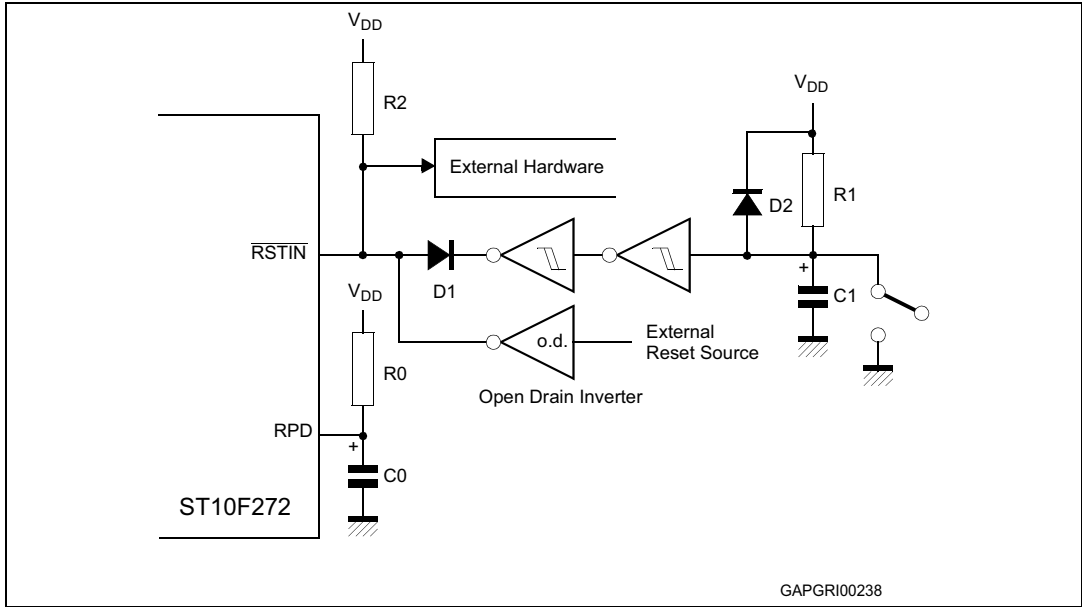 VDD
R2
VDD
External Hardware
D2
R1
RSTIN
D1
+
C1
VDD
o.d.
External
Reset Source
R0
Open Drain Inverter
RPD
+
C0
ST10F272
GAPGRI00238